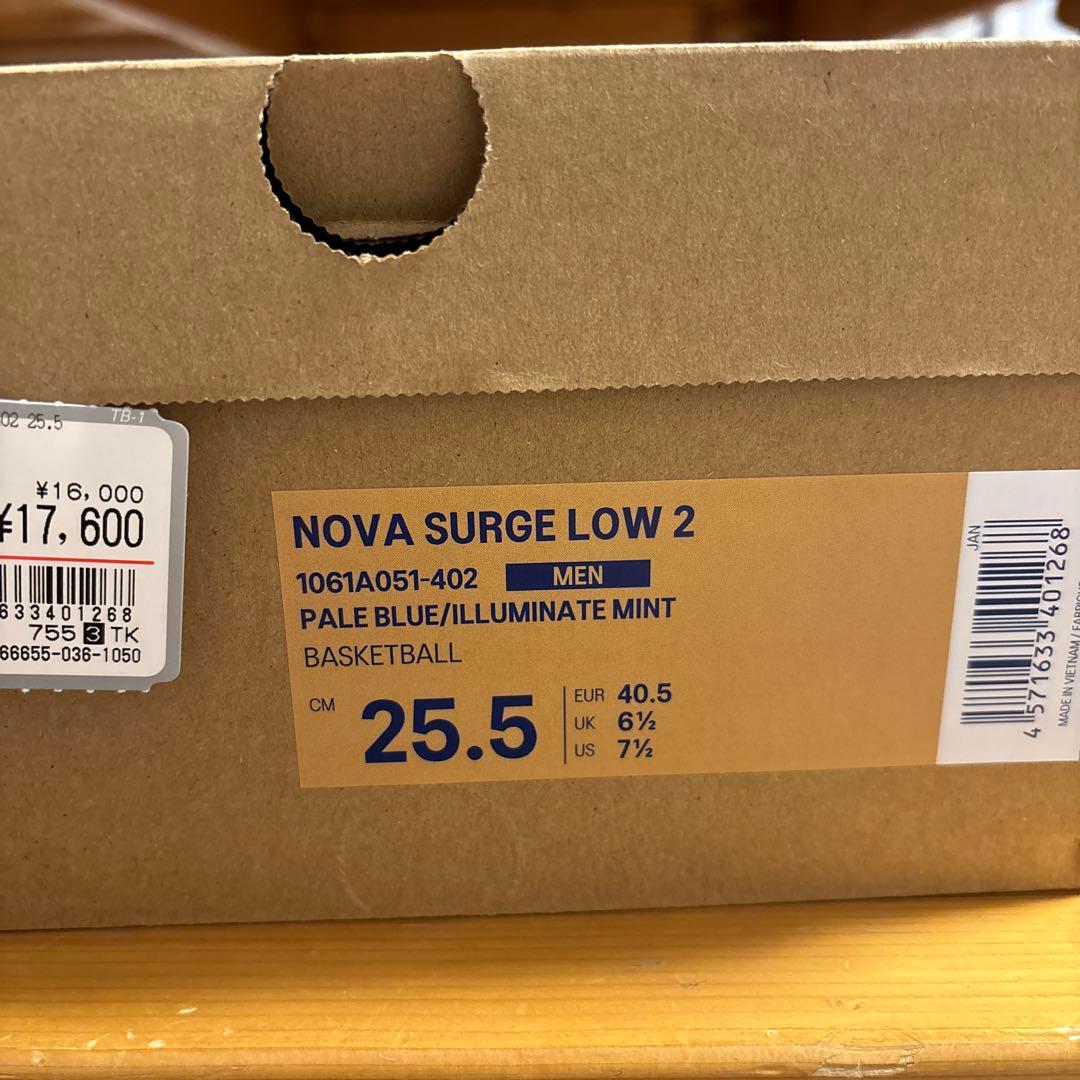 02 25.5
TB-1
¥16,000
¥17,600
633401268
755 3 TK
66655-036-1050
NOVA SURGE LOW 2
1061A051-402 MEN
PALE BLUE/ILLUMINATE MINT
BASKETBALL
CM 25.5
EUR 40.5
UK 6½
US 7½
JAN
4 571633 401268
MADE IN VIETNAM /